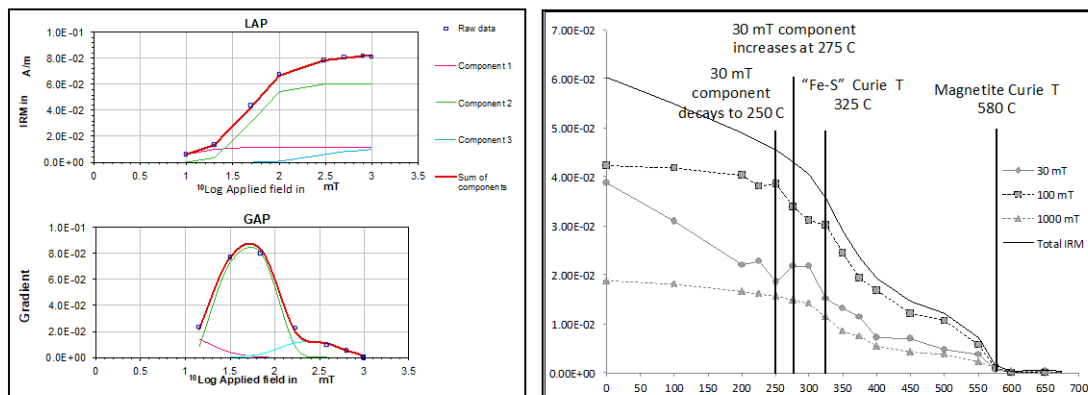 LAP
1.0E-01
8.0E-02
6.0E-02
4.0E-02
2.0E-02
0.0E+00
IRM in A/m
0 0.5 1 1.5 2 2.5 3 3.5
10Log Applied field in mT
Raw data
Component 1
Component 2
Component 3
Sum of
components
GAP
1.0E-01
8.0E-02
6.0E-02
4.0E-02
2.0E-02
0.0E+00
Gradient
0 0.5 1 1.5 2 2.5 3 3.5
10Log Applied field in mT
7.00E-02
6.00E-02
5.00E-02
4.00E-02
3.00E-02
2.00E-02
1.00E-02
0.00E+00
0 50 100 150 200 250 300 350 400 450 500 550 600 650 700
30 mT component
increases at 275 C
30 mT
component
decays to 250 C
“Fe-S” Curie T
325 C
Magnetite Curie T
580 C
30 mT
100 mT
1000 mT
Total IRM